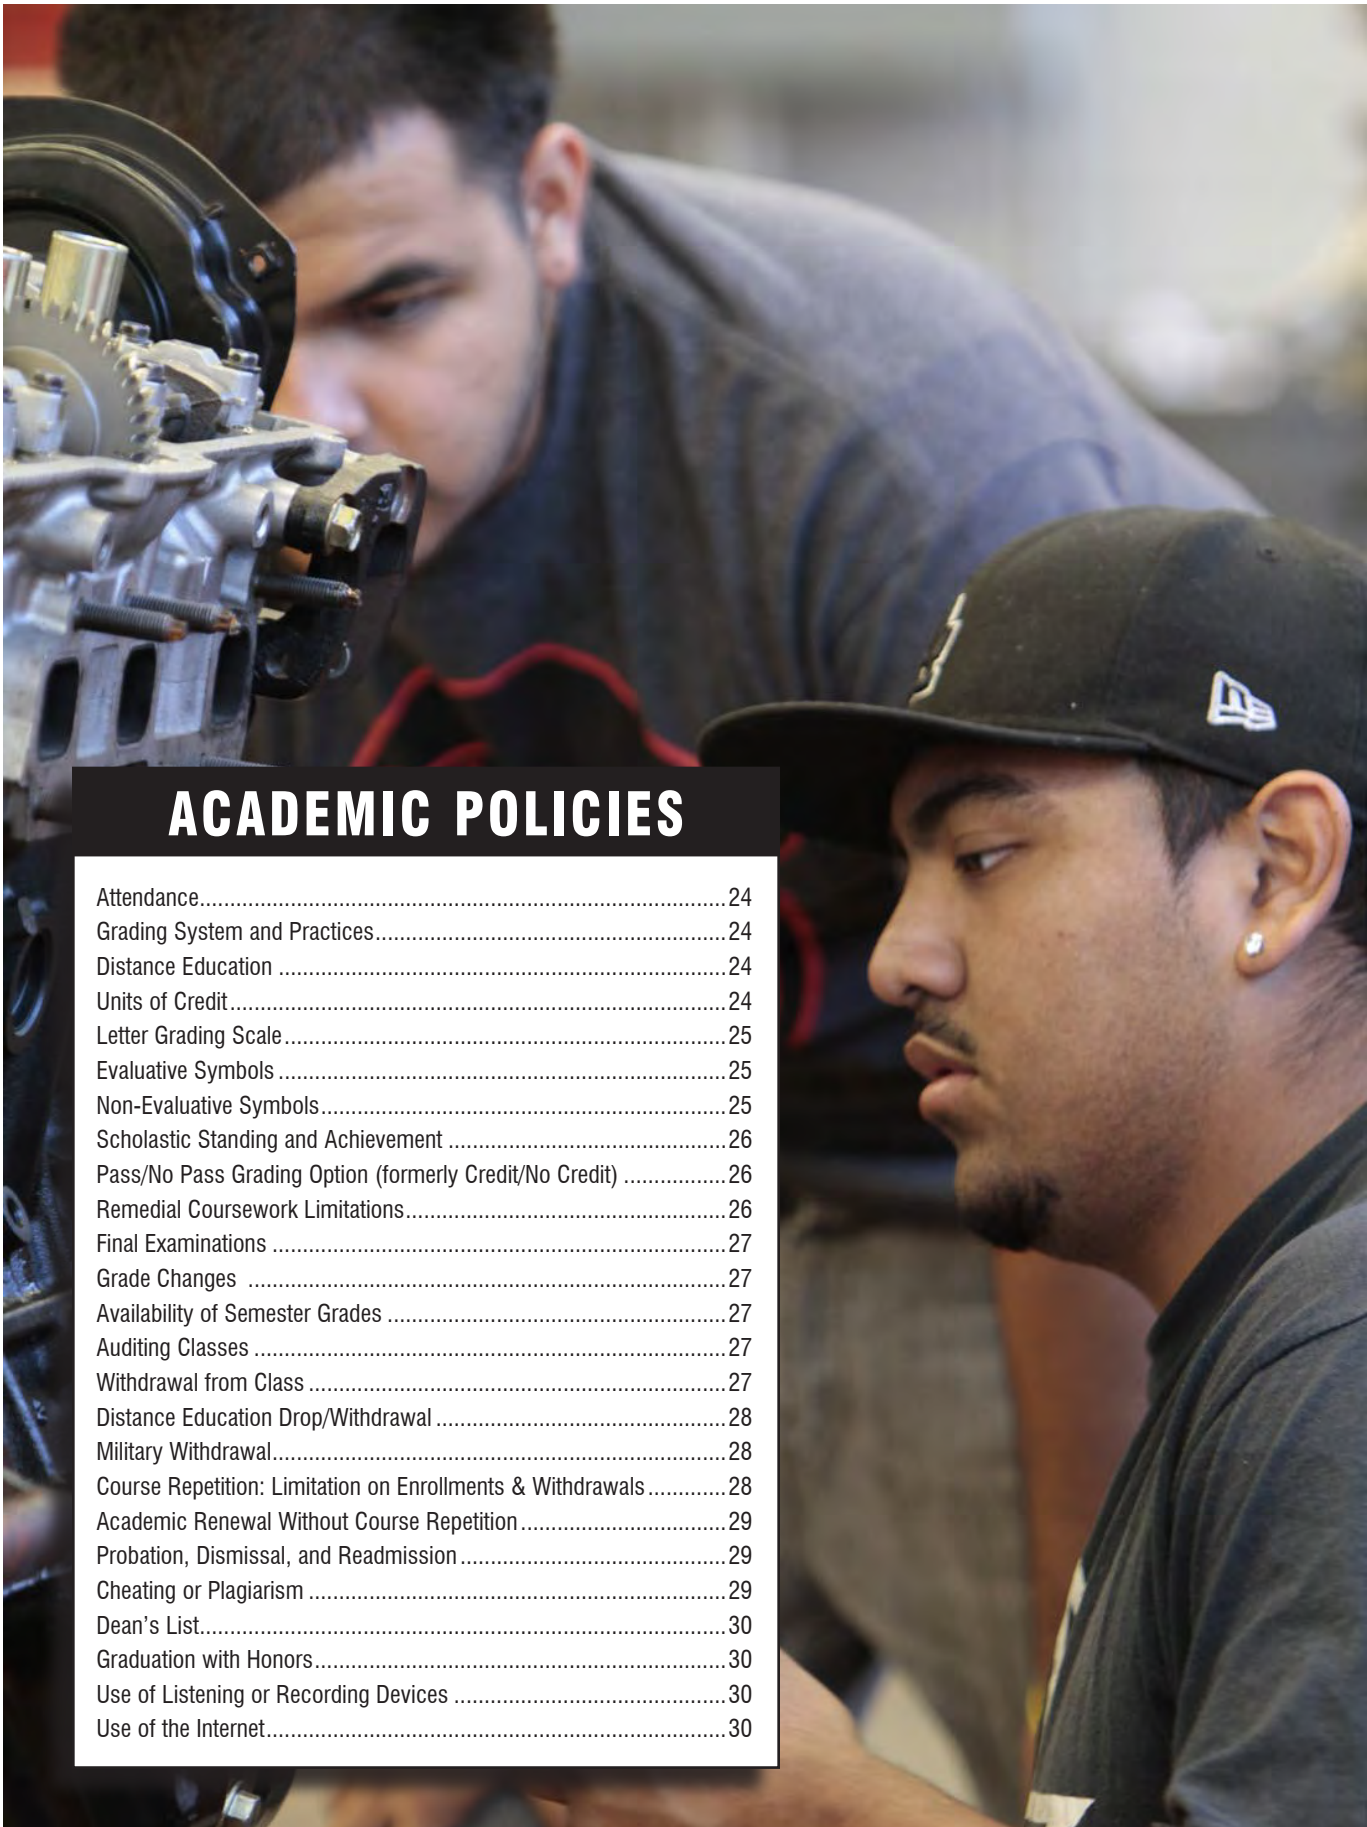 ACADEMIC POLICIES
Attendance......................................................................................24
Grading System and Practices..........................................................24
Distance Education ..........................................................................24
Units of Credit..................................................................................24
Letter Grading Scale.........................................................................25
Evaluative Symbols ..........................................................................25
Non-Evaluative Symbols...................................................................25
Scholastic Standing and Achievement ..............................................26
Pass/No Pass Grading Option (formerly Credit/No Credit) .................26
Remedial Coursework Limitations.....................................................26
Final Examinations ...........................................................................27
Grade Changes ...............................................................................27
Availability of Semester Grades ........................................................27
Auditing Classes ..............................................................................27
Withdrawal from Class .....................................................................27
Distance Education Drop/Withdrawal ................................................28
Military Withdrawal...........................................................................28
Course Repetition: Limitation on Enrollments & Withdrawals.............28
Academic Renewal Without Course Repetition..................................29
Probation, Dismissal, and Readmission............................................29
Cheating or Plagiarism .....................................................................29
Dean's List.......................................................................................30
Graduation with Honors....................................................................30
Use of Listening or Recording Devices .............................................30
Use of the Internet............................................................................30